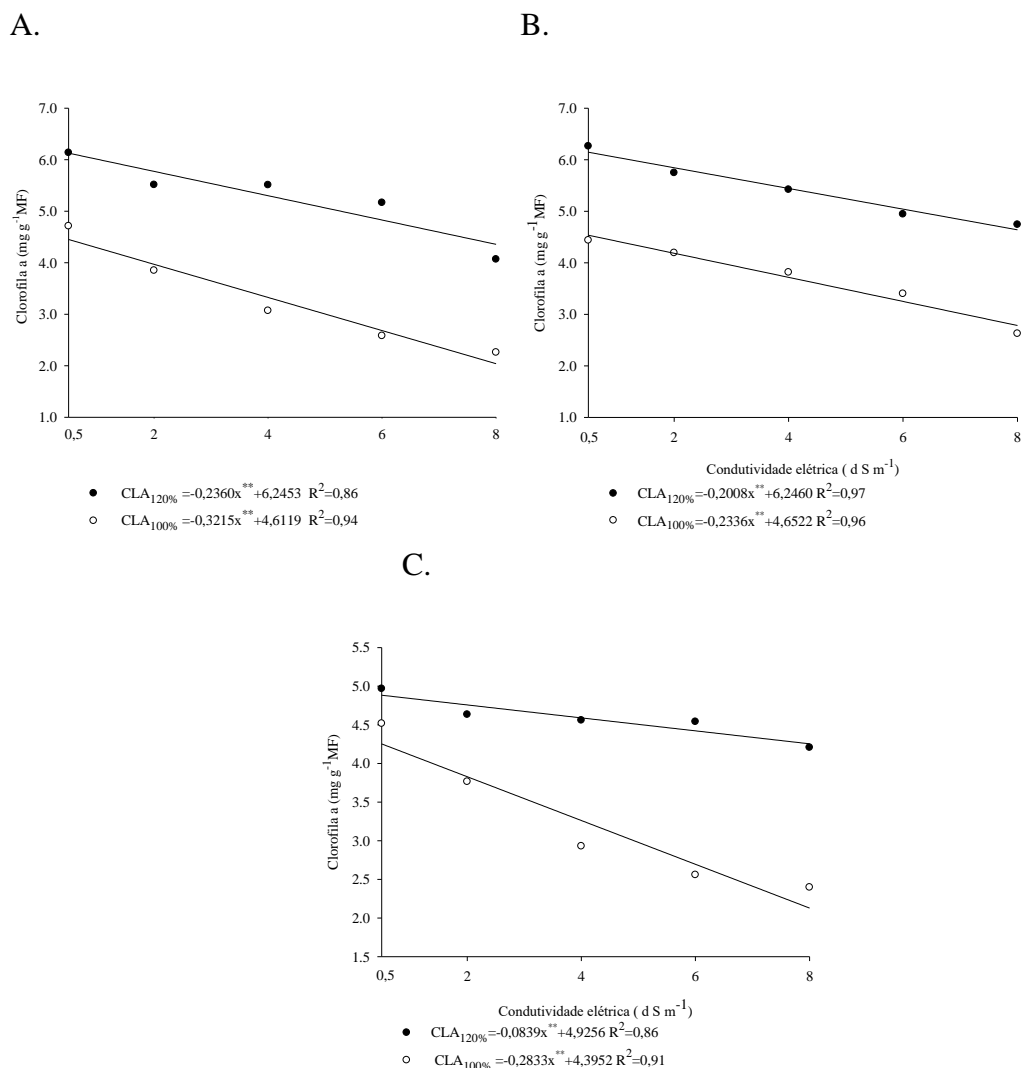 A.
Clorofila a (mg g⁻¹MF)
7.0
6.0
5.0
4.0
3.0
2.0
1.0
0,5 2 4 6 8
CLA120% =-0,2360x**+6,2453 R²=0,86
CLA100% =-0,3215x**+4,6119 R²=0,94
B.
Clorofila a (mg g⁻¹MF)
7.0
6.0
5.0
4.0
3.0
2.0
1.0
0,5 2 4 6 8
Condutividade elétrica ( d S m⁻¹)
CLA120%=-0,2008x**+6,2460 R²=0,97
CLA100%=-0,2336x**+4,6522 R²=0,96
C.
Clorofila a (mg g⁻¹MF)
5.5
5.0
4.5
4.0
3.5
3.0
2.5
2.0
1.5
0,5 2 4 6 8
Condutividade elétrica ( d S m⁻¹)
CLA120%=-0,0839x**+4,9256 R²=0,86
CLA100%=-0,2833x**+4,3952 R²=0,91